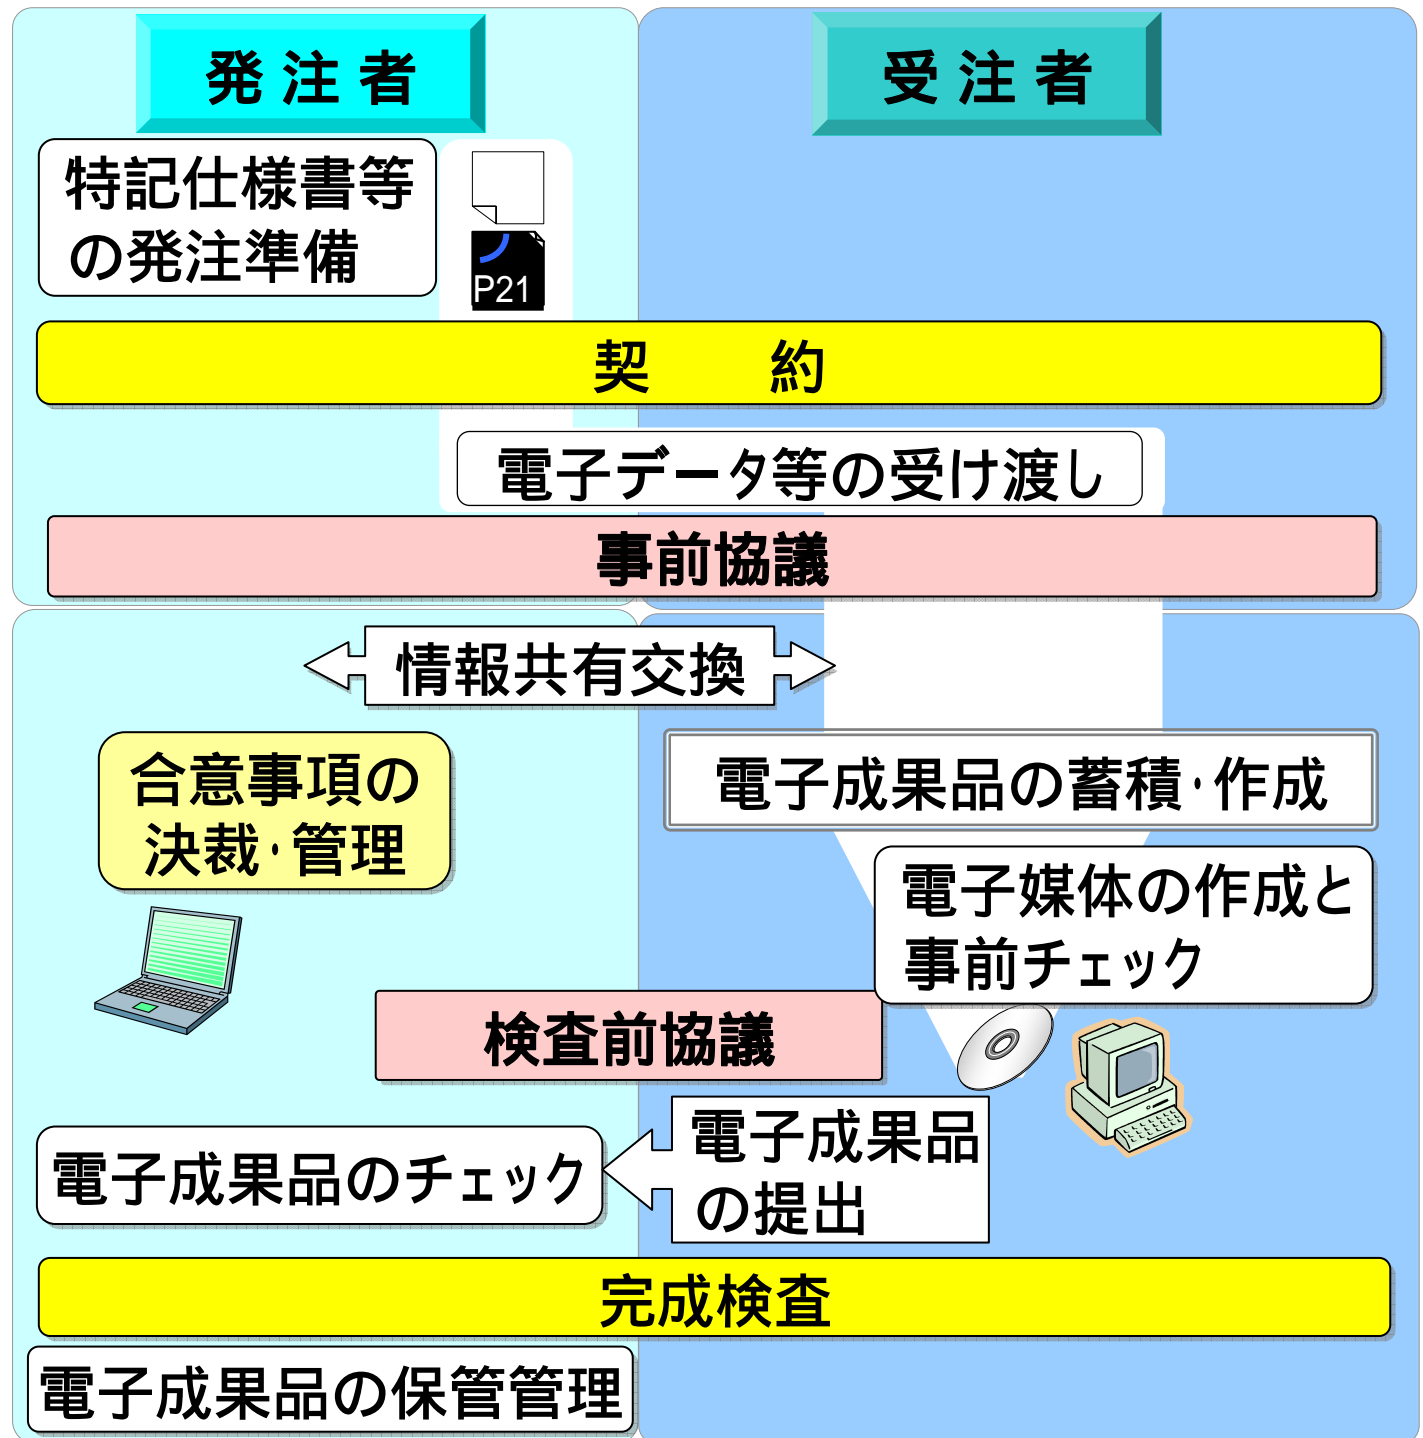 発注者
受注者
特記仕様書等
の発注準備
P21
契　　約
電子データ等の受け渡し
事前協議
情報共有交換
合意事項の
決裁・管理
電子成果品の蓄積・作成
電子媒体の作成と
事前チェック
検査前協議
電子成果品
の提出
電子成果品のチェック
完成検査
電子成果品の保管管理